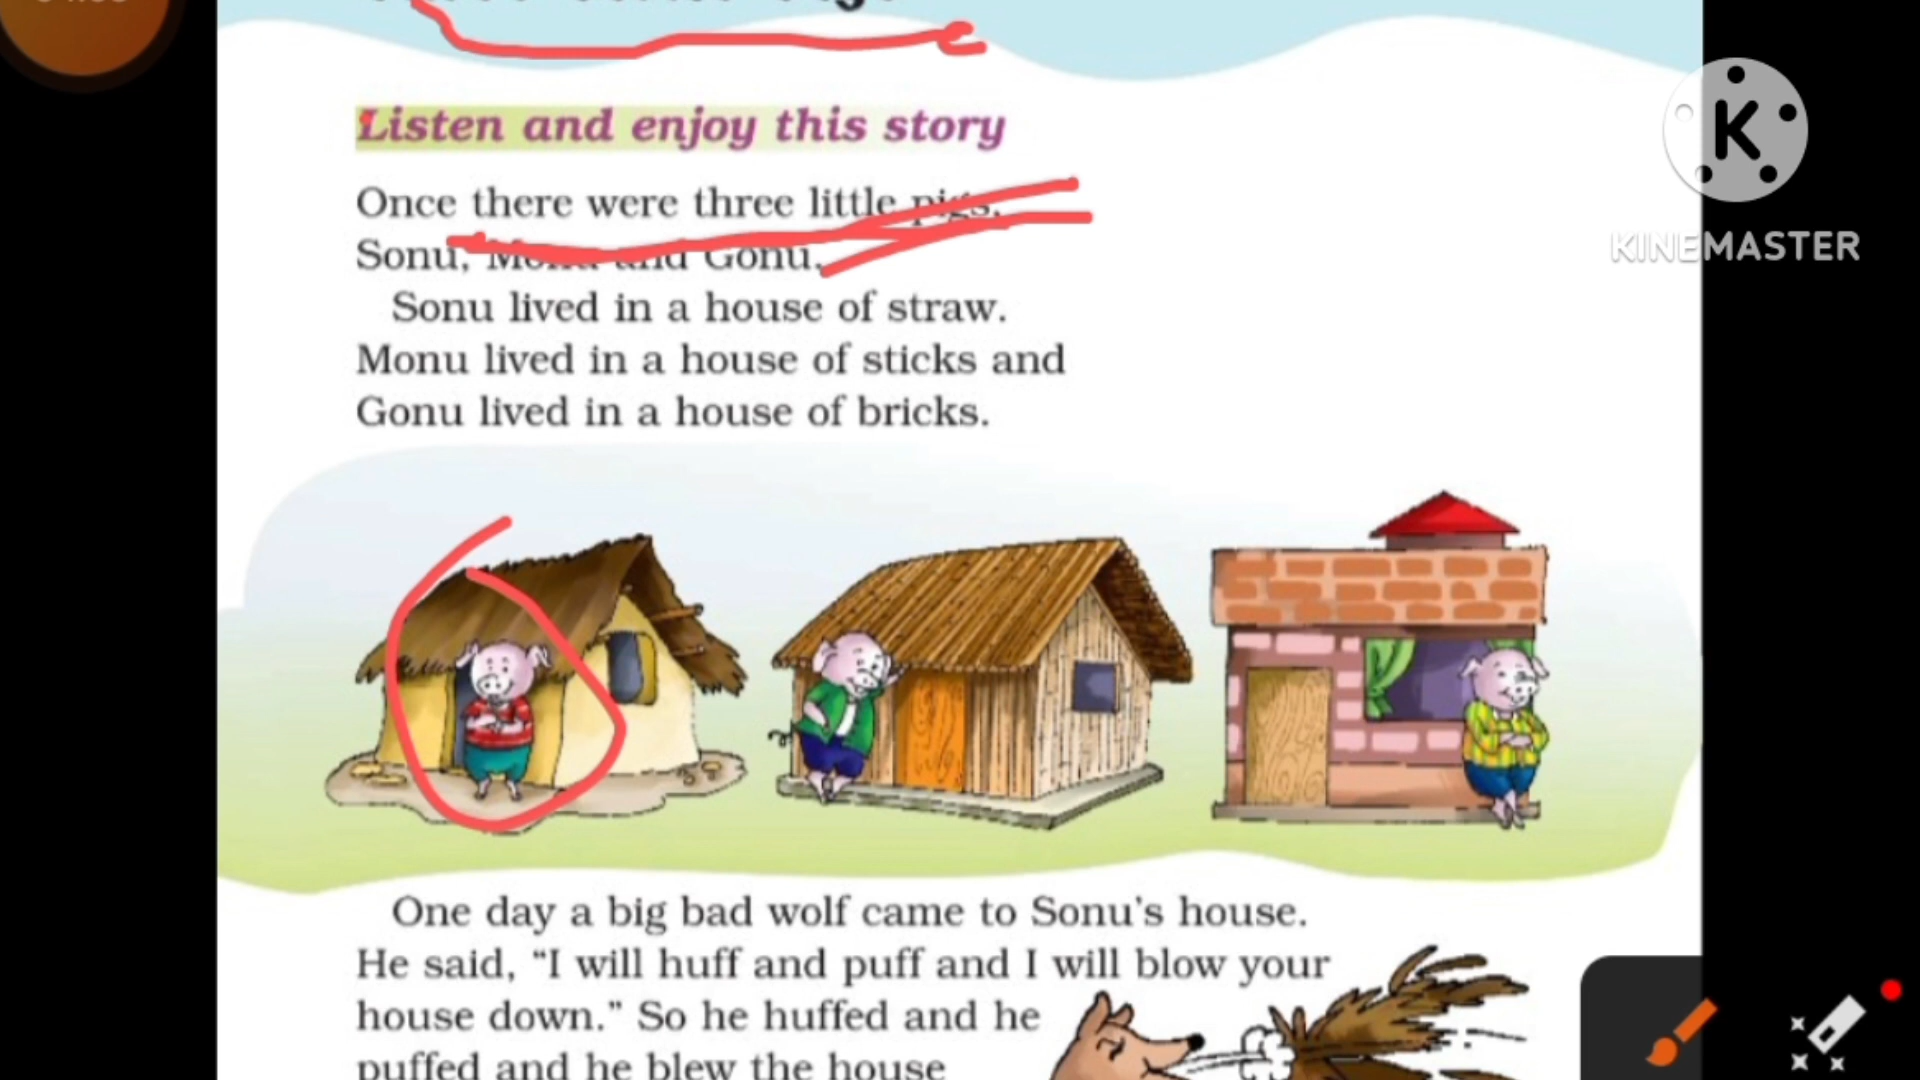 Listen and enjoy this story
Once there were three little pigs.
Sonu, Monu and Gonu.
Sonu lived in a house of straw.
Monu lived in a house of sticks and
Gonu lived in a house of bricks.
One day a big bad wolf came to Sonu's house.
He said, “I will huff and puff and I will blow your
house down.” So he huffed and he
puffed and he blew the house
K
KINEMASTER